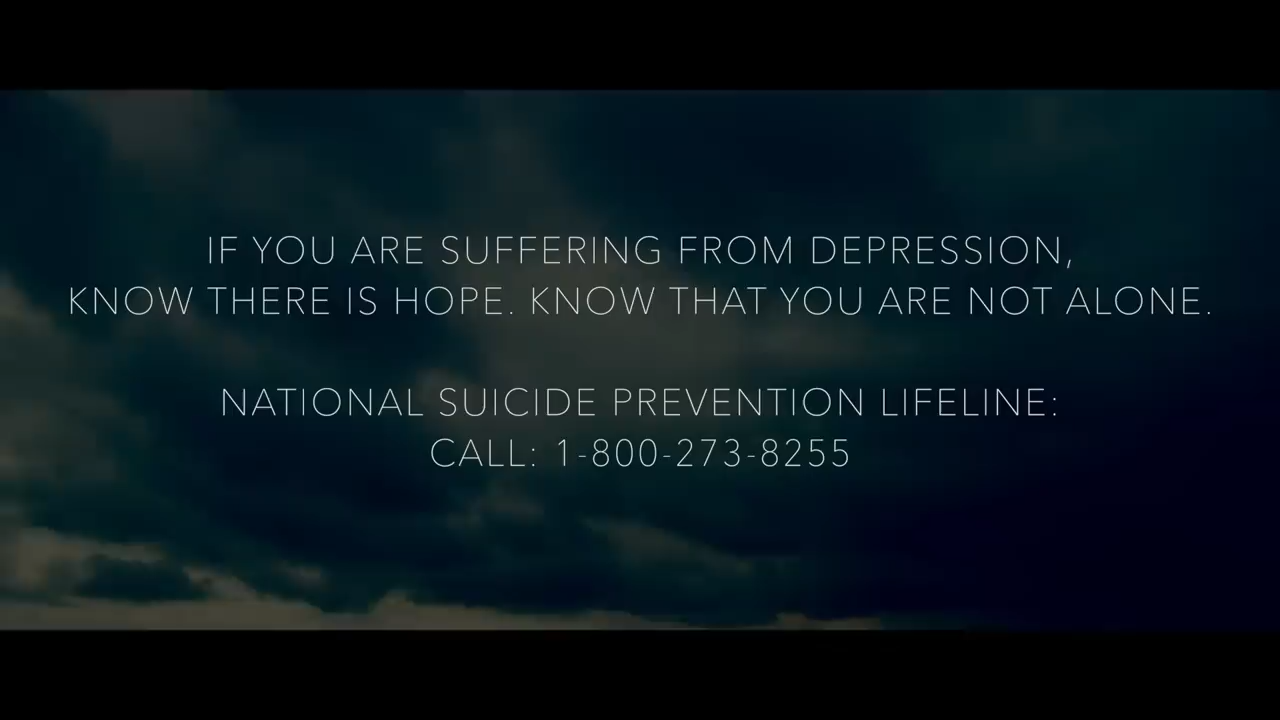 IF YOU ARE SUFFERING FROM DEPRESSION,
KNOW THERE IS HOPE. KNOW THAT YOU ARE NOT ALONE.
NATIONAL SUICIDE PREVENTION LIFELINE:
CALL: 1-800-273-8255